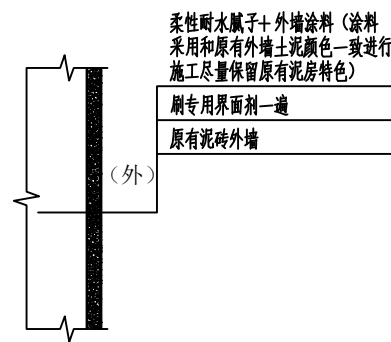 柔性耐水腻子+外墙涂料（涂料
采用和原有外墙土泥颜色一致进行
施工尽量保留原有泥房特色）
刷专用界面剂一遍
原有泥砖外墙
（外）